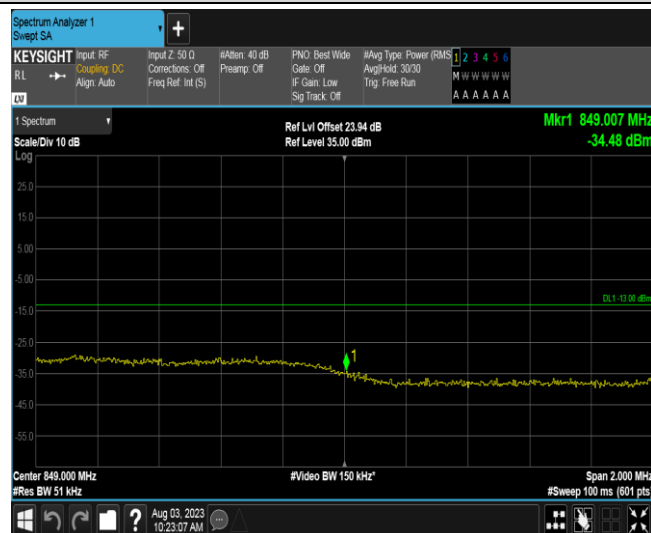 Spectrum Analyzer 1
Swept SA
+
KEYSIGHT
RL
LXI
Input: RF
Coupling: DC
Align: Auto
Input Z: 50 Ω
Corrections: Off
Freq Ref: Int (S)
#Atten: 40 dB
Preamp: Off
PNO: Best Wide
Gate: Off
IF Gain: Low
Sig Track: Off
#Avg Type: Power (RMS
Avg|Hold: 30/30
Trig: Free Run
1 2 3 4 5 6
M W W W W W
A A A A A A
1 Spectrum
Scale/Div 10 dB
Log
Ref Lvl Offset 23.94 dB
Ref Level 35.00 dBm
Mkr1 849.007 MHz
-34.48 dBm
25.0
15.0
5.00
-5.00
DL1 -13.00 dBm
-15.0
-25.0
1
-35.0
-45.0
-55.0
Center 849.000 MHz
#Video BW 150 kHz*
Span 2.000 MHz
#Res BW 51 kHz
#Sweep 100 ms (601 pts)
?
Aug 03, 2023
10:23:07 AM